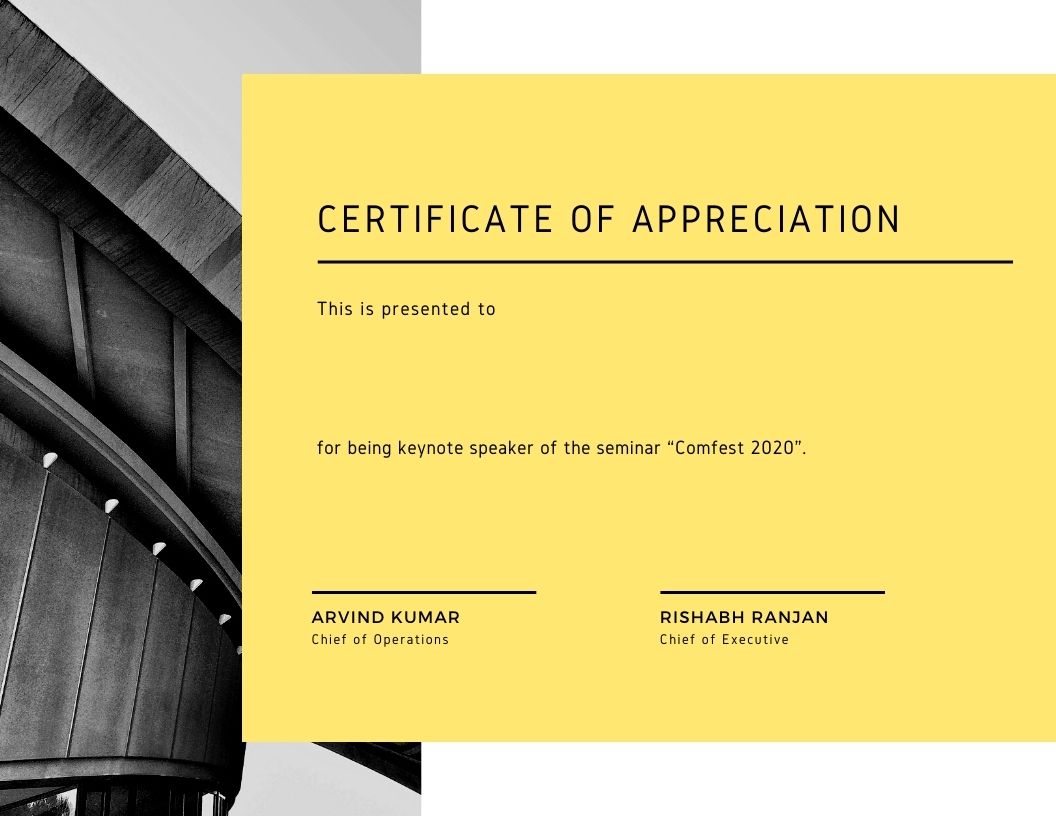 CERTIFICATE OF APPRECIATION
This is presented to
for being keynote speaker of the seminar “Comfest 2020”.
ARVIND KUMAR
Chief of Operations
RISHABH RANJAN
Chief of Executive